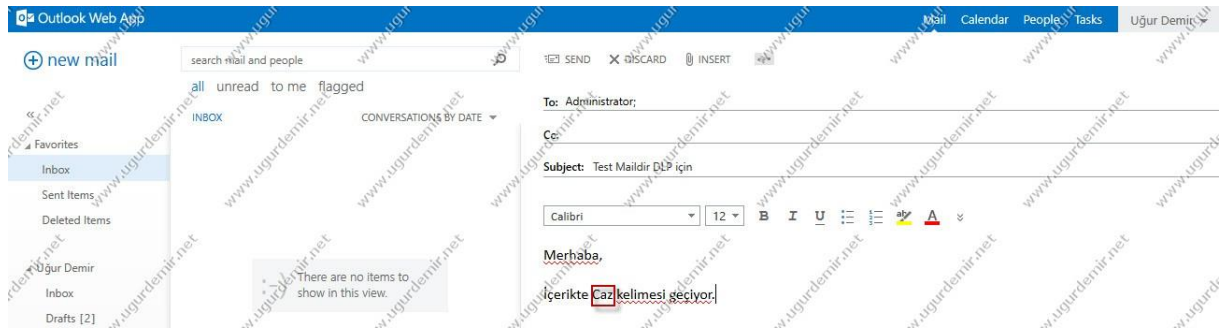 Outlook Web App
Mail Calendar People Tasks Uğur Demir
new mail
search mail and people
SEND DISCARD INSERT
all unread to me flagged
INBOX CONVERSATIONS BY DATE
To: Administrator;
Cc:
Subject: Test Maildir DLP için
Favorites
Inbox
Sent Items
Deleted Items
Uğur Demir
Inbox
Drafts [2]
There are no items to
show in this view.
Calibri 12 B I U
Merhaba,
İçerikte Caz kelimesi geçiyor.
www.ugurdemir.net